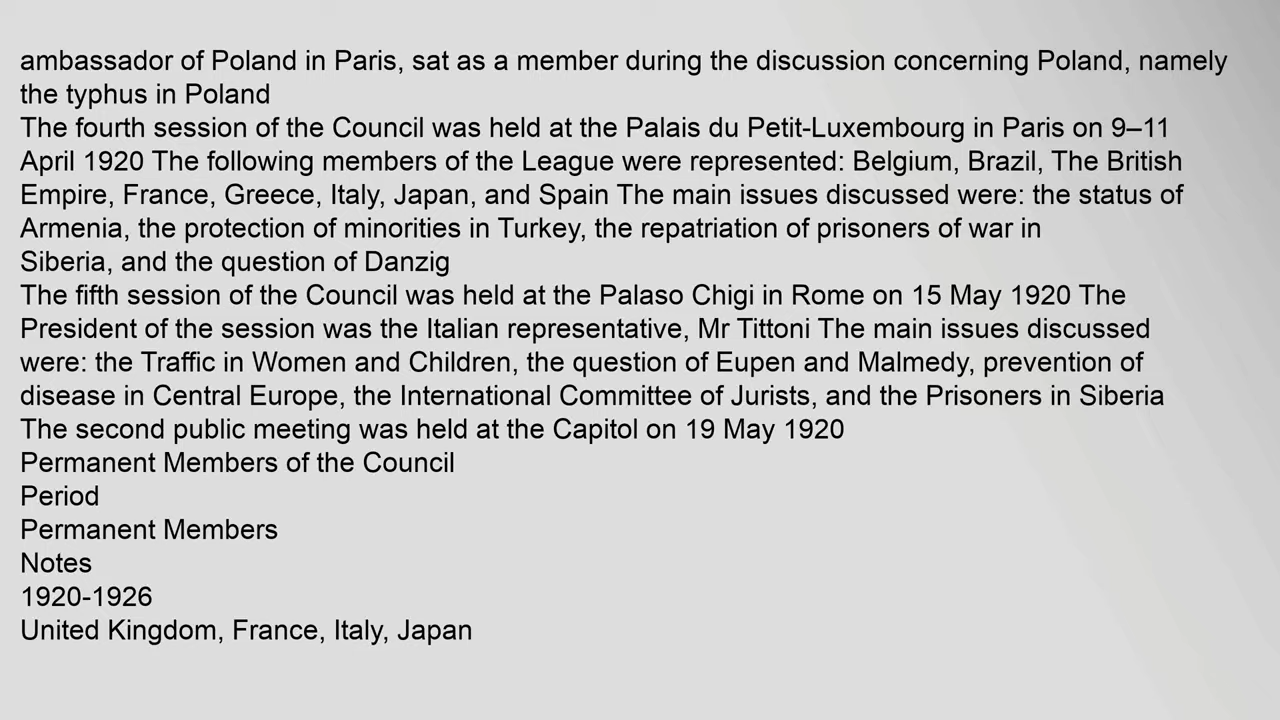 ambassador of Poland in Paris, sat as a member during the discussion concerning Poland, namely
the typhus in Poland
The fourth session of the Council was held at the Palais du Petit-Luxembourg in Paris on 9–11
April 1920 The following members of the League were represented: Belgium, Brazil, The British
Empire, France, Greece, Italy, Japan, and Spain The main issues discussed were: the status of
Armenia, the protection of minorities in Turkey, the repatriation of prisoners of war in
Siberia, and the question of Danzig
The fifth session of the Council was held at the Palaso Chigi in Rome on 15 May 1920 The
President of the session was the Italian representative, Mr Tittoni The main issues discussed
were: the Traffic in Women and Children, the question of Eupen and Malmedy, prevention of
disease in Central Europe, the International Committee of Jurists, and the Prisoners in Siberia
The second public meeting was held at the Capitol on 19 May 1920
Permanent Members of the Council
Period
Permanent Members
Notes
1920-1926
United Kingdom, France, Italy, Japan